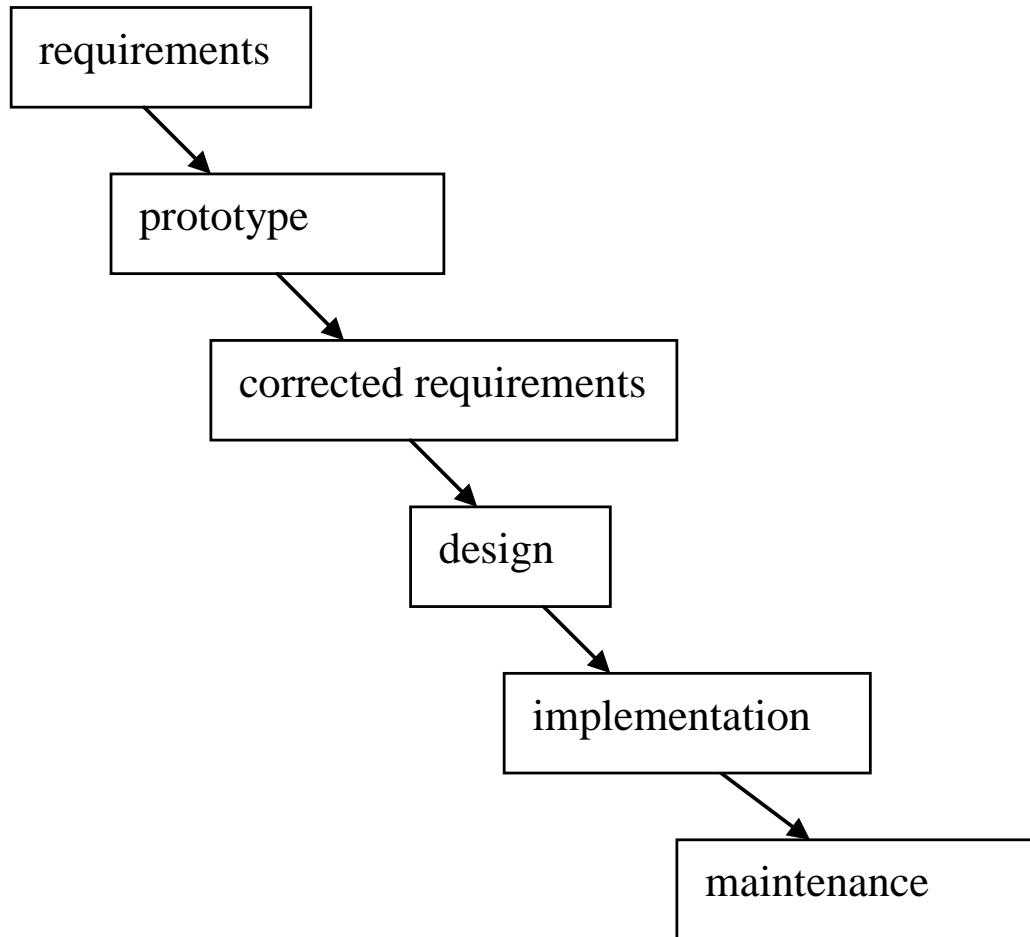 requirements
prototype
corrected requirements
design
implementation
maintenance